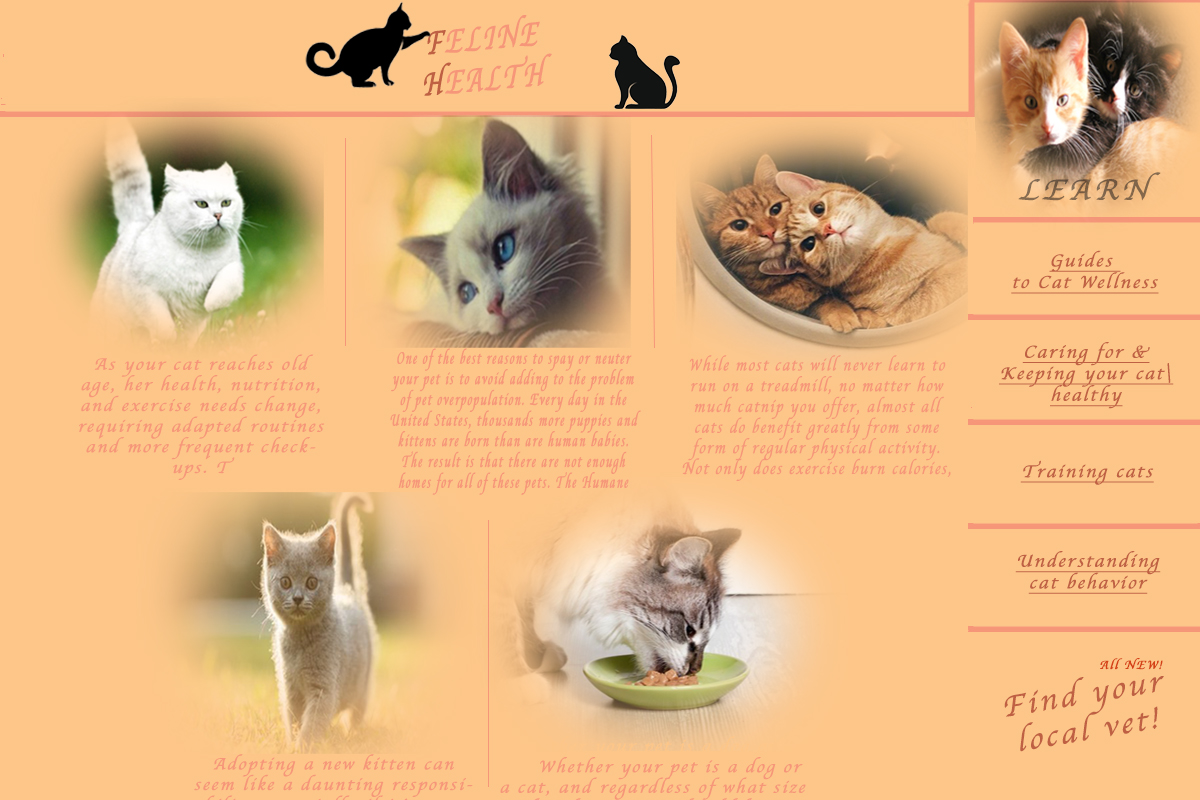 FELINE
HEALTH
LEARN
Guides
to Cat Wellness
Caring for &
Keeping your cat\
healthy
Training cats
Understanding
cat behavior
All NEW!
Find your
local vet!
As your cat reaches old
age, her health, nutrition,
and exercise needs change,
requiring adapted routines
and more frequent check-
ups. T
One of the best reasons to spay or neuter
your pet is to avoid adding to the problem
of pet overpopulation. Every day in the
United States, thousands more puppies and
kittens are born than are human babies.
The result is that there are not enough
homes for all of these pets. The Humane
While most cats will never learn to
run on a treadmill, no matter how
much catnip you offer, almost all
cats do benefit greatly from some
form of regular physical activity.
Not only does exercise burn calories,
Adopting a new kitten can
seem like a daunting responsi-
Whether your pet is a dog or
a cat, and regardless of what size